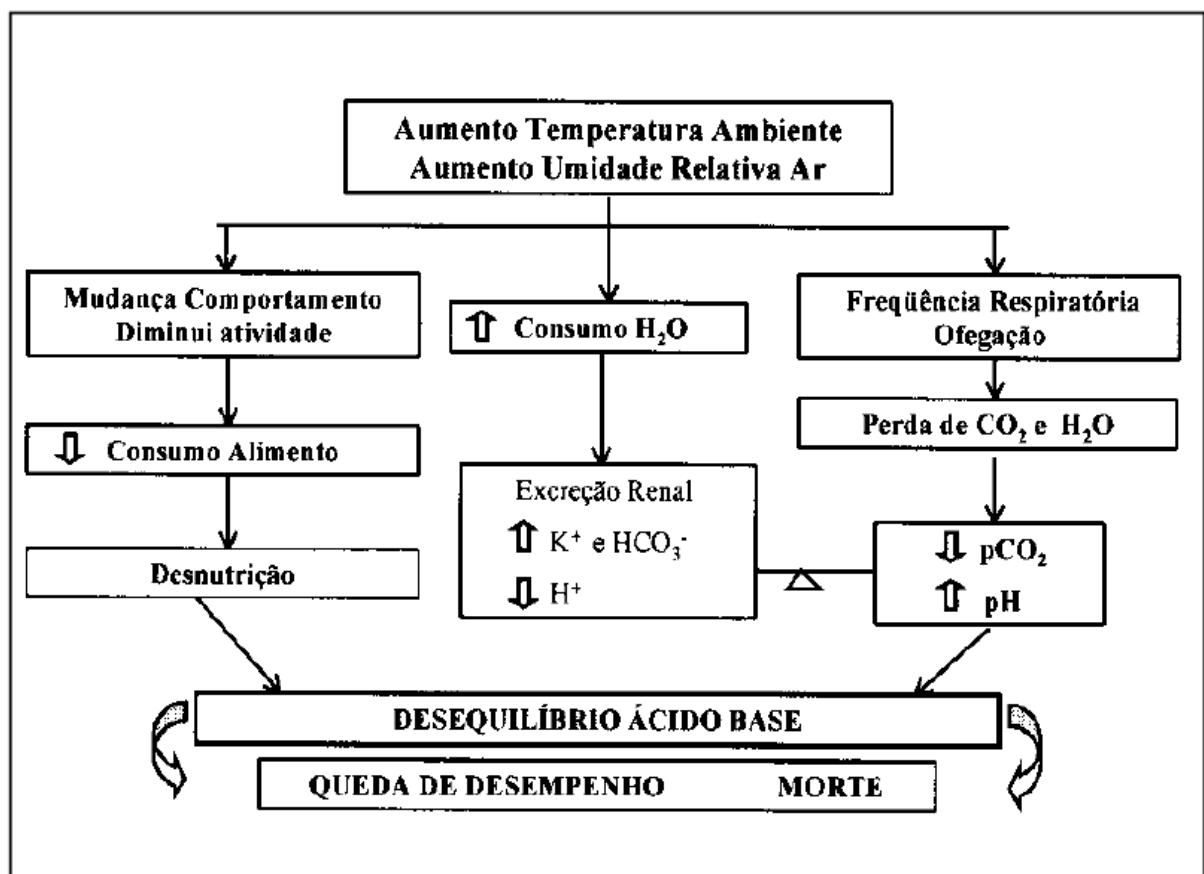 Aumento Temperatura Ambiente
Aumento Umidade Relativa Ar
Mudança Comportamento
Diminui atividade
⇧ Consumo H₂O
Freqüência Respiratória
Ofegação
⇩ Consumo Alimento
Perda de CO₂ e H₂O
Excreção Renal
⇧ K⁺ e HCO₃⁻
⇩ H⁺
Desnutrição
⇩ pCO₂
⇧ pH
DESEQUILÍBRIO ÁCIDO BASE
QUEDA DE DESEMPENHO MORTE